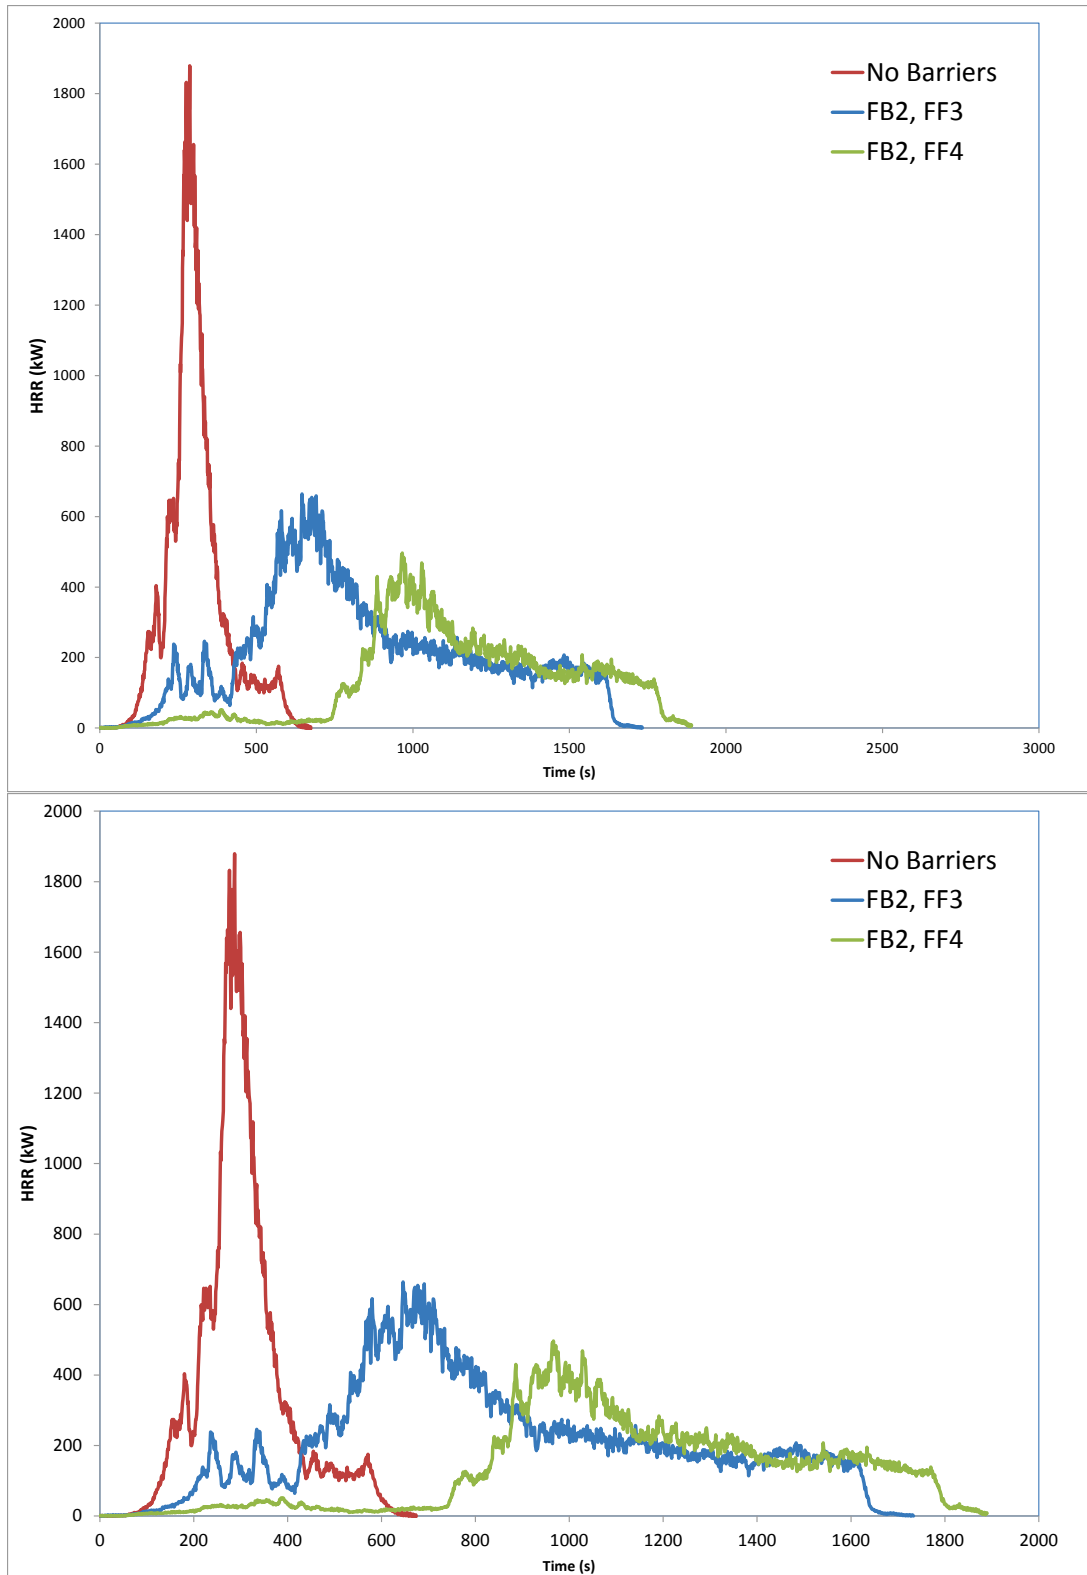 2000
1800
1600
1400
1200
1000
800
600
400
200
0
HRR (kW)
No Barriers
FB2, FF3
FB2, FF4
0 500 1000 1500 2000 2500 3000
Time (s)
2000
1800
1600
1400
1200
1000
800
600
400
200
0
HRR (kW)
No Barriers
FB2, FF3
FB2, FF4
0 200 400 600 800 1000 1200 1400 1600 1800 2000
Time (s)